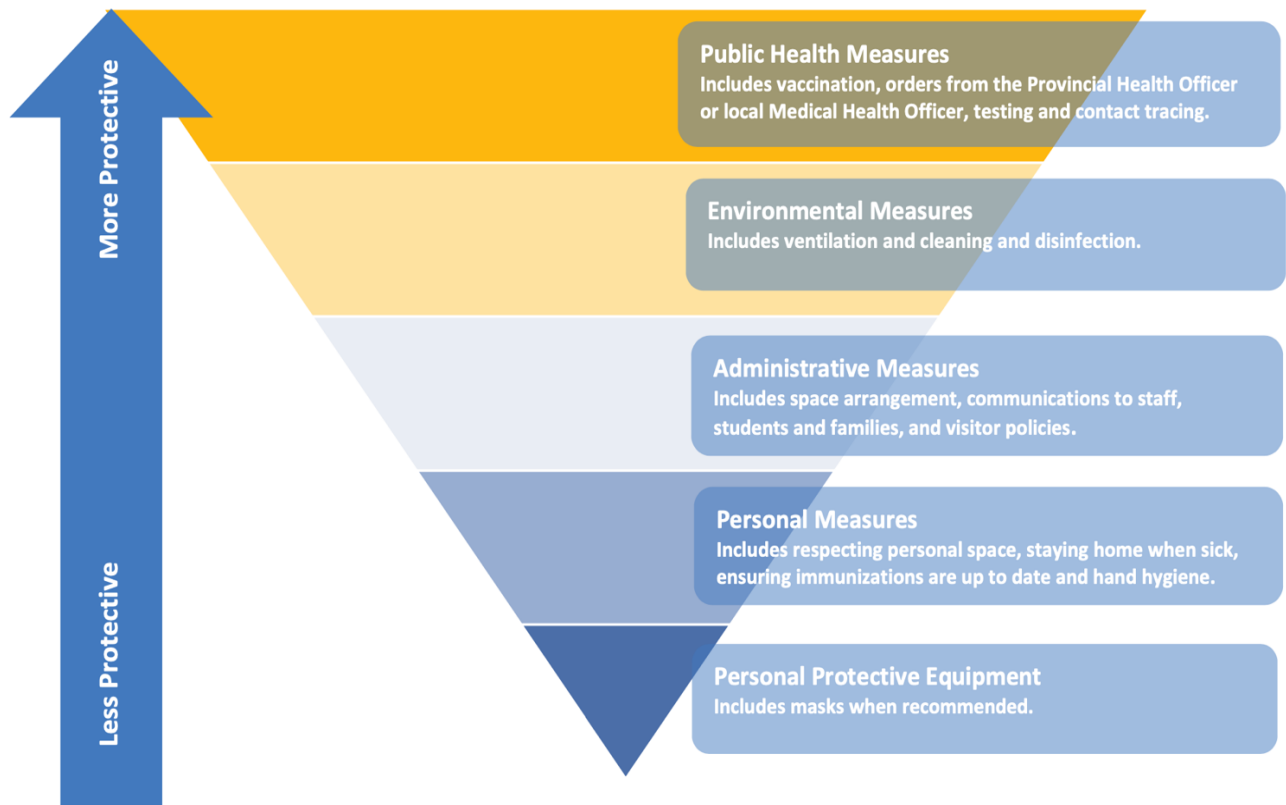 More Protective
Less Protective
Public Health Measures
Includes vaccination, orders from the Provincial Health Officer
or local Medical Health Officer, testing and contact tracing.
Environmental Measures
Includes ventilation and cleaning and disinfection.
Administrative Measures
Includes space arrangement, communications to staff,
students and families, and visitor policies.
Personal Measures
Includes respecting personal space, staying home when sick,
ensuring immunizations are up to date and hand hygiene.
Personal Protective Equipment
Includes masks when recommended.